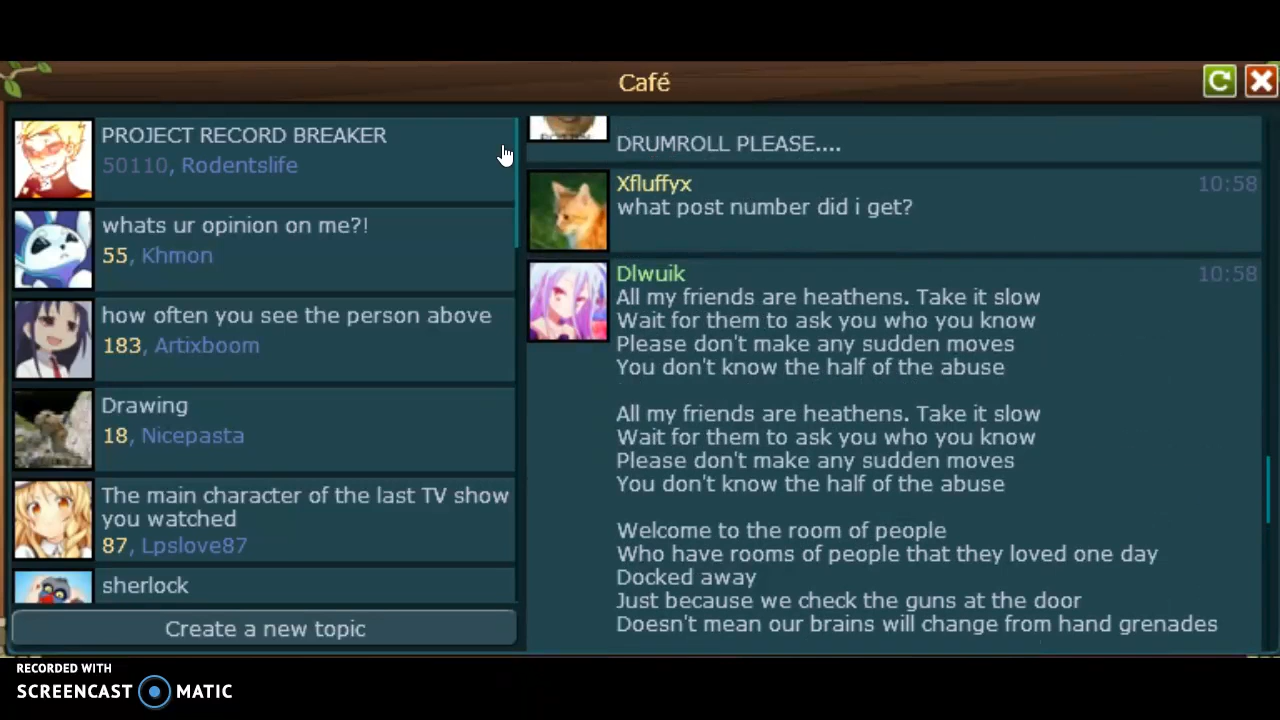 Café
PROJECT RECORD BREAKER
50110, Rodentslife
whats ur opinion on me?!
55, Khmon
how often you see the person above
183, Artixboom
Drawing
18, Nicepasta
The main character of the last TV show
you watched
87, Lpslove87
sherlock
Create a new topic
DRUMROLL PLEASE....
Xfluffyx 10:58
what post number did i get?
Dlwuik 10:58
All my friends are heathens. Take it slow
Wait for them to ask you who you know
Please don't make any sudden moves
You don't know the half of the abuse
All my friends are heathens. Take it slow
Wait for them to ask you who you know
Please don't make any sudden moves
You don't know the half of the abuse
Welcome to the room of people
Who have rooms of people that they loved one day
Docked away
Just because we check the guns at the door
Doesn't mean our brains will change from hand grenades
RECORDED WITH
SCREENCAST MATIC